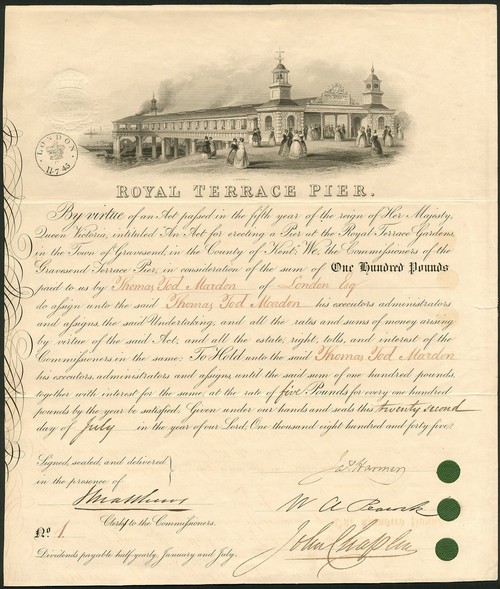 LONDON
11·7·45
ROYAL TERRACE PIER.
By virtue of an Act passed in the fifth year of the reign of Her Majesty,
Queen Victoria, intituled An Act for erecting a Pier at the Royal Terrace Gardens,
in the Town of Gravesend, in the County of Kent; We, the Commissioners of the
Gravesend Terrace Pier, in consideration of the sum of One Hundred Pounds
paid to us by Thomas Tod Mardon of London Esq
do assign unto the said Thomas Tod Mardon his executors administrators
and assigns, the said Undertaking; and all the rates and sums of money arising
by virtue of the said Act; and all the estate, right, tolls, and interest of the
Commissioners in the same: To Hold unto the said Thomas Tod Mardon
his executors, administrators and assigns, until the said sum of one hundred pounds,
together with interest for the same, at the rate of five Pounds for every one hundred
pounds by the year be satisfied. Given under our hands and seals this twenty second
day of July in the year of our Lord, One thousand eight hundred and forty five.
Signed, sealed, and delivered
in the presence of
Clerk to the Commissioners.
W A Peacock
No. 1.
John Chaplin
Dividends payable half-yearly, January and July.